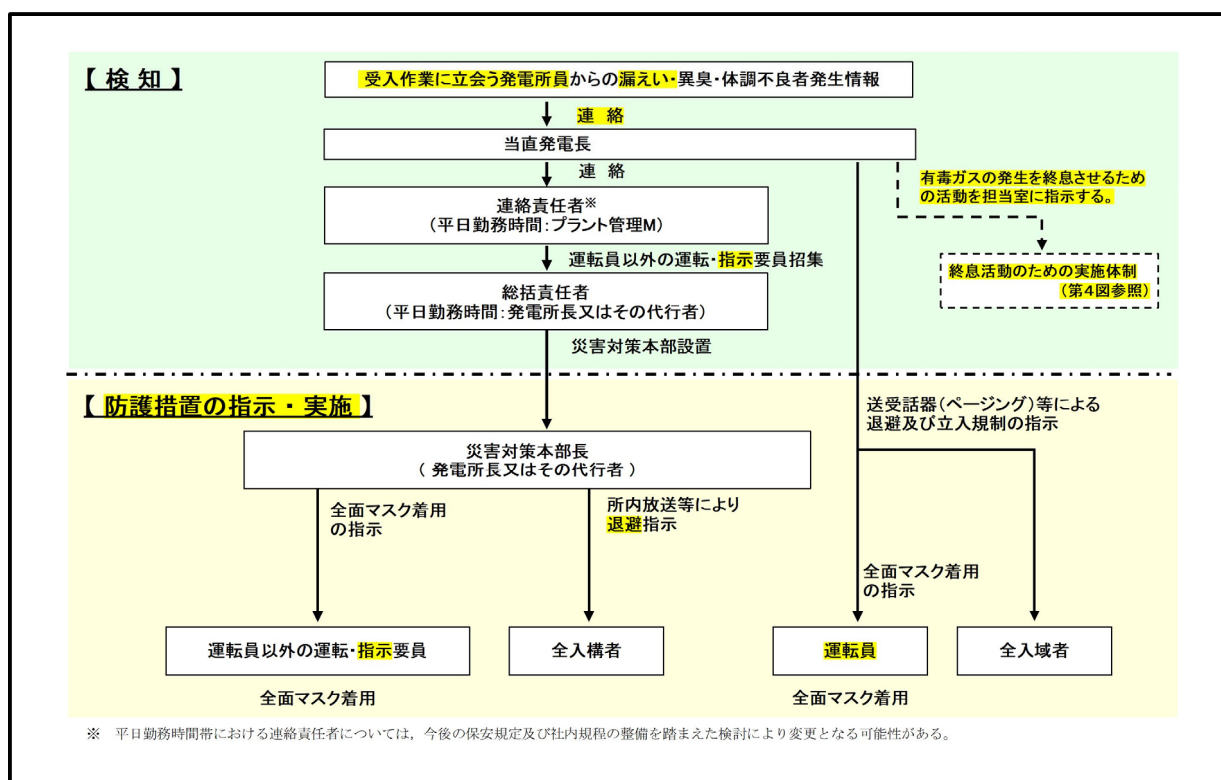 【 検 知 】
受入作業に立会う発電所員からの漏えい・異臭・体調不良者発生情報
連 絡
当直発電長
連 絡
有毒ガスの発生を終息させるため
の活動を担当室に指示する。
連絡責任者※
(平日勤務時間:プラント管理M)
運転員以外の運転・指示要員招集
終息活動のための実施体制
(第4図参照)
総括責任者
(平日勤務時間:発電所長又はその代行者)
災害対策本部設置
【 防護措置の指示 ・ 実施 】
送受話器(ページング)等による
退避及び立入規制の指示
災害対策本部長
( 発電所長又はその代行者 )
全面マスク着用
の指示
所内放送等により
退避指示
全面マスク着用
の指示
運転員以外の運転・指示要員
全入構者
運転員
全入域者
全面マスク着用
全面マスク着用
※ 平日勤務時間帯における連絡責任者については，今後の保安規定及び社内規程の整備を踏まえた検討により変更となる可能性がある。